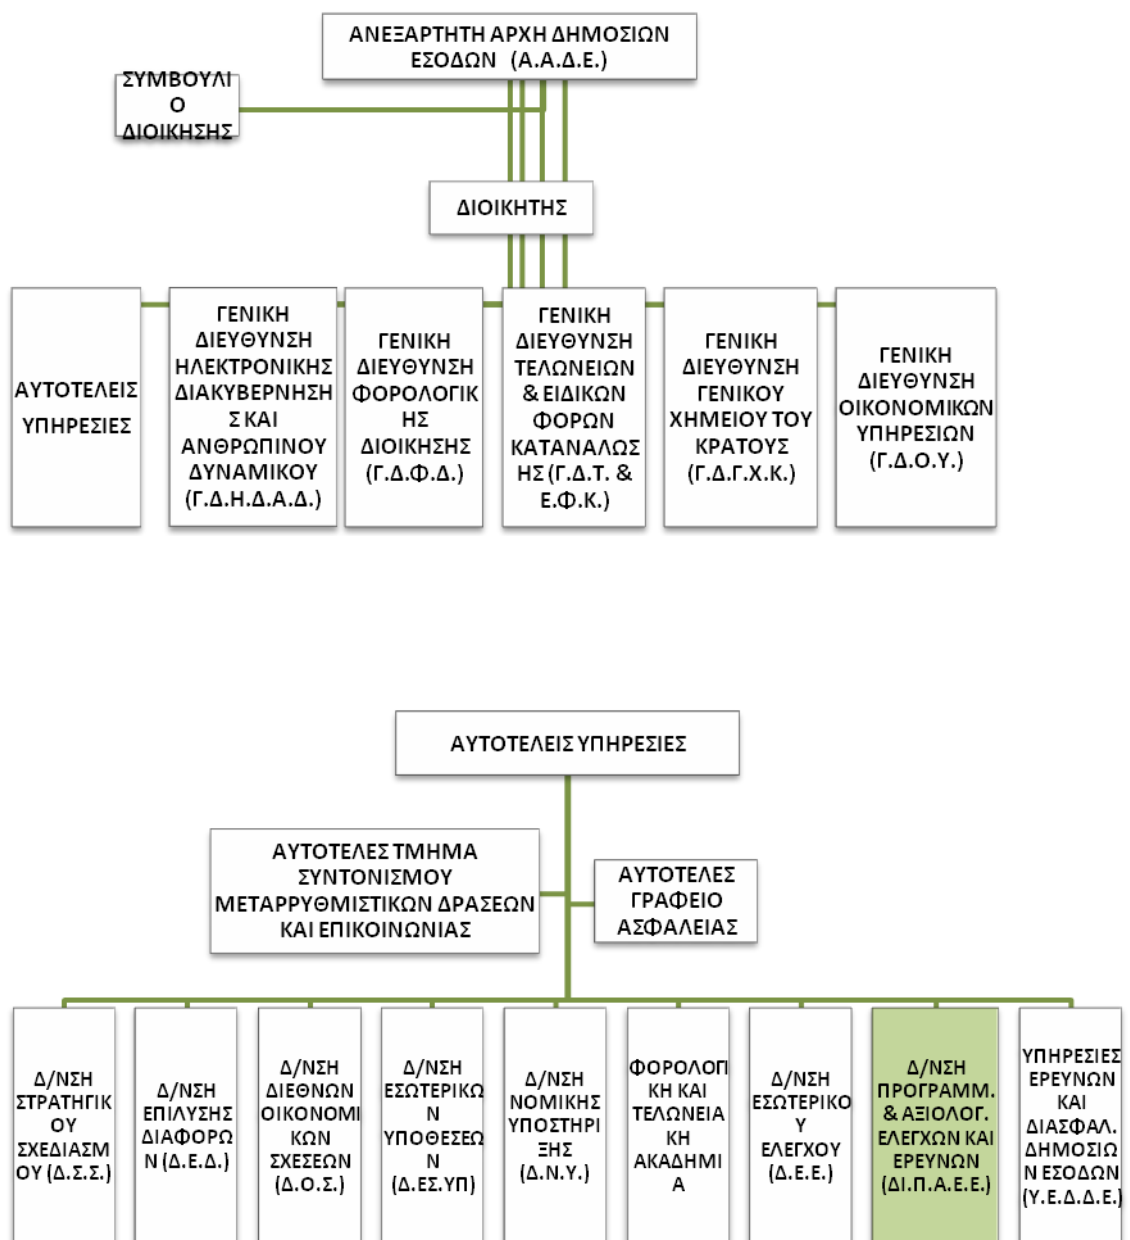 ΑΝΕΞΑΡΤΗΤΗ ΑΡΧΗ ΔΗΜΟΣΙΩΝ
ΕΣΟΔΩΝ (Α.Α.Δ.Ε.)
ΣΥΜΒΟΥΛΙ
Ο
ΔΙΟΙΚΗΣΗΣ
ΔΙΟΙΚΗΤΗΣ
ΑΥΤΟΤΕΛΕΙΣ
ΥΠΗΡΕΣΙΕΣ
ΓΕΝΙΚΗ
ΔΙΕΥΘΥΝΣΗ
ΗΛΕΚΤΡΟΝΙΚΗΣ
ΔΙΑΚΥΒΕΡΝΗΣΗ
Σ ΚΑΙ
ΑΝΘΡΩΠΙΝΟΥ
ΔΥΝΑΜΙΚΟΥ
(Γ.Δ.Η.Δ.Α.Δ.)
ΓΕΝΙΚΗ
ΔΙΕΥΘΥΝΣΗ
ΦΟΡΟΛΟΓΙΚ
ΗΣ
ΔΙΟΙΚΗΣΗΣ
(Γ.Δ.Φ.Δ.)
ΓΕΝΙΚΗ
ΔΙΕΥΘΥΝΣΗ
ΤΕΛΩΝΕΙΩΝ
& ΕΙΔΙΚΩΝ
ΦΟΡΩΝ
ΚΑΤΑΝΑΛΩΣ
ΗΣ (Γ.Δ.Τ. &
Ε.Φ.Κ.)
ΓΕΝΙΚΗ
ΔΙΕΥΘΥΝΣΗ
ΓΕΝΙΚΟΥ
ΧΗΜΕΙΟΥ ΤΟΥ
ΚΡΑΤΟΥΣ
(Γ.Δ.Γ.Χ.Κ.)
ΓΕΝΙΚΗ
ΔΙΕΥΘΥΝΣΗ
ΟΙΚΟΝΟΜΙΚΩΝ
ΥΠΗΡΕΣΙΩΝ
(Γ.Δ.Ο.Υ.)
ΑΥΤΟΤΕΛΕΙΣ ΥΠΗΡΕΣΙΕΣ
ΑΥΤΟΤΕΛΕΣ ΤΜΗΜΑ
ΣΥΝΤΟΝΙΣΜΟΥ
ΜΕΤΑΡΡΥΘΜΙΣΤΙΚΩΝ ΔΡΑΣΕΩΝ
ΚΑΙ ΕΠΙΚΟΙΝΩΝΙΑΣ
ΑΥΤΟΤΕΛΕΣ
ΓΡΑΦΕΙΟ
ΑΣΦΑΛΕΙΑΣ
Δ/ΝΣΗ
ΣΤΡΑΤΗΓΙΚ
ΟΥ
ΣΧΕΔΙΑΣΜ
ΟΥ (Δ.Σ.Σ.)
Δ/ΝΣΗ
ΕΠΙΛΥΣΗΣ
ΔΙΑΦΟΡΩ
Ν (Δ.Ε.Δ.)
Δ/ΝΣΗ
ΔΙΕΘΝΩΝ
ΟΙΚΟΝΟΜΙ
ΚΩΝ
ΣΧΕΣΕΩΝ
(Δ.Ο.Σ.)
Δ/ΝΣΗ
ΕΣΩΤΕΡΙΚΩ
Ν
ΥΠΟΘΕΣΕΩ
Ν
(Δ.ΕΣ.ΥΠ)
Δ/ΝΣΗ
ΝΟΜΙΚΗΣ
ΥΠΟΣΤΗΡΙ
ΞΗΣ
(Δ.Ν.Υ.)
ΦΟΡΟΛΟΓΙ
ΚΗ ΚΑΙ
ΤΕΛΩΝΕΙΑ
ΚΗ
ΑΚΑΔΗΜΙ
Α
Δ/ΝΣΗ
ΕΣΩΤΕΡΙΚΟ
Υ
ΕΛΕΓΧΟΥ
(Δ.Ε.Ε.)
Δ/ΝΣΗ
ΠΡΟΓΡΑΜΜ.
& ΑΞΙΟΛΟΓ.
ΕΛΕΓΧΩΝ ΚΑΙ
ΕΡΕΥΝΩΝ
(ΔΙ.Π.Α.Ε.Ε.)
ΥΠΗΡΕΣΙΕΣ
ΕΡΕΥΝΩΝ
ΚΑΙ
ΔΙΑΣΦΑΛ.
ΔΗΜΟΣΙΩ
Ν ΕΣΟΔΩΝ
(Υ.Ε.Δ.Δ.Ε.)